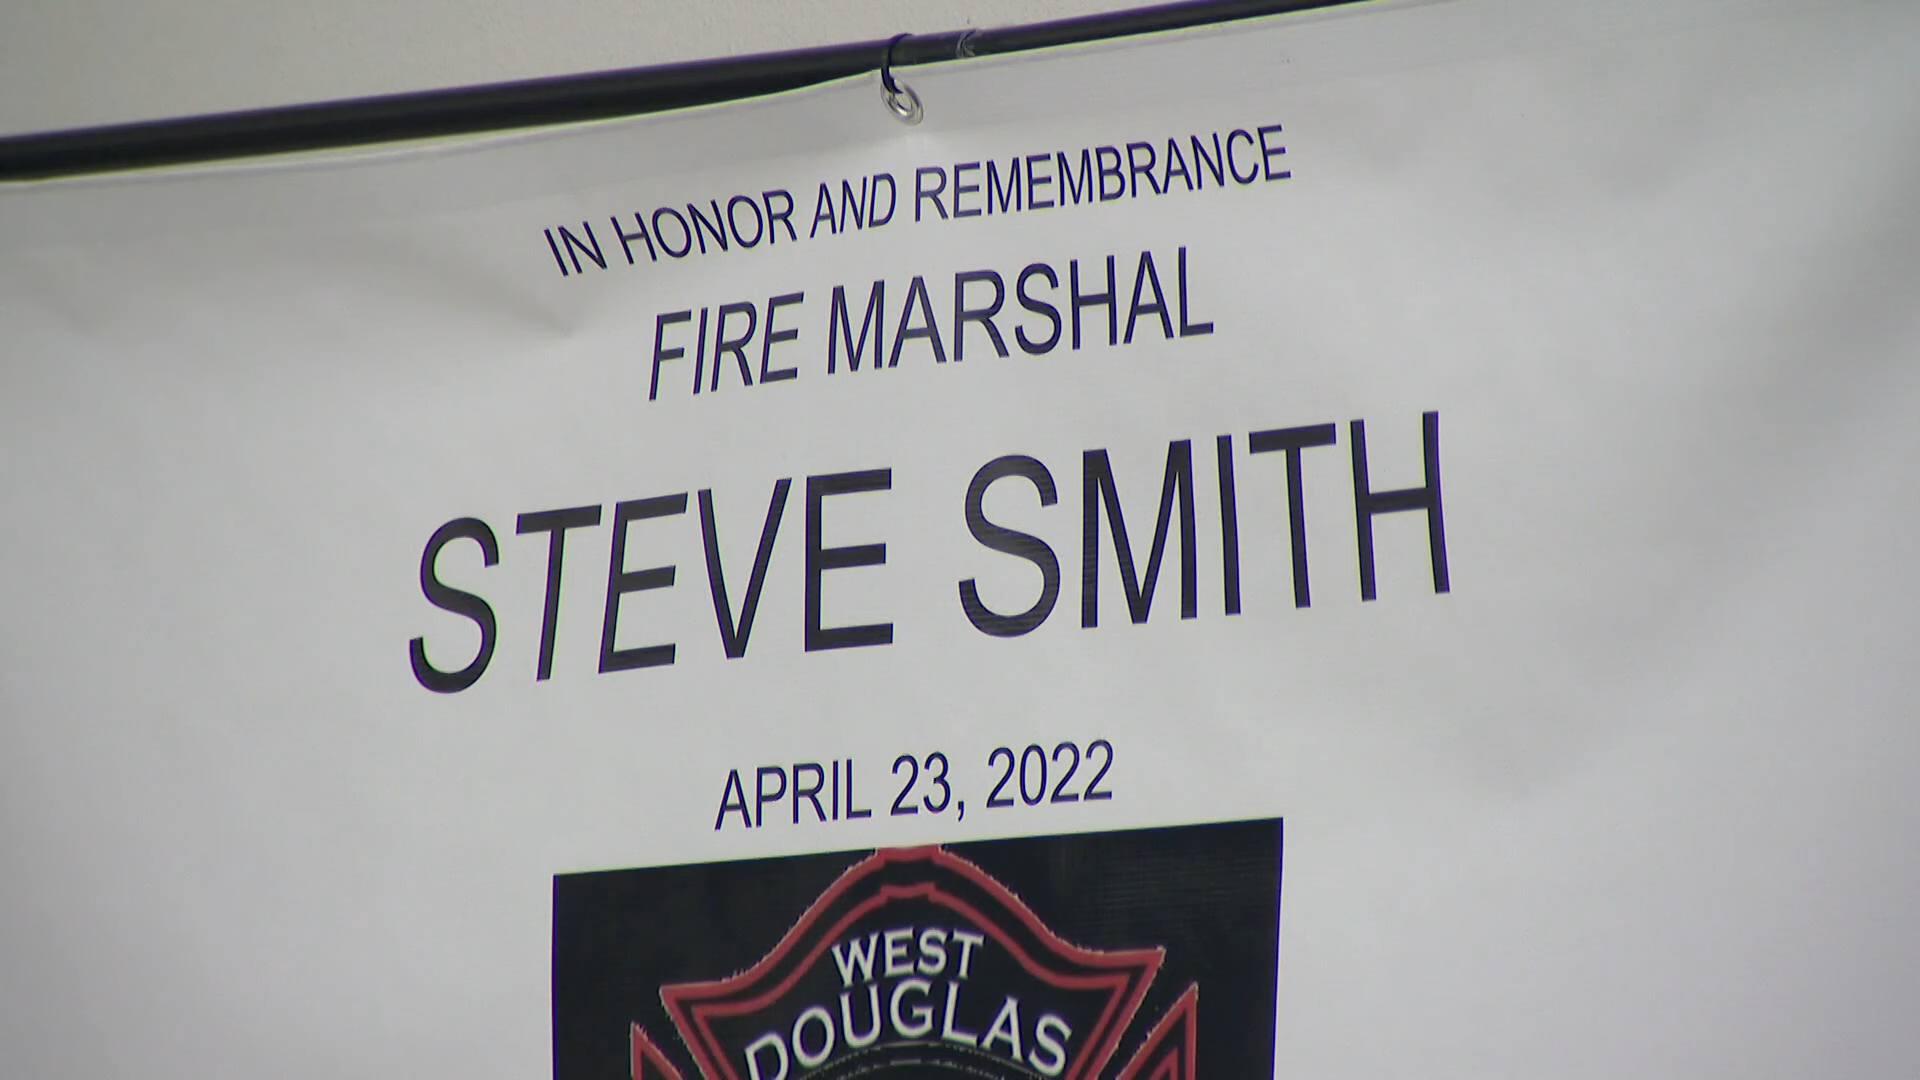 IN HONOR AND REMEMBRANCE
FIRE MARSHAL
STEVE SMITH
APRIL 23, 2022
WEST
DOUGLAS